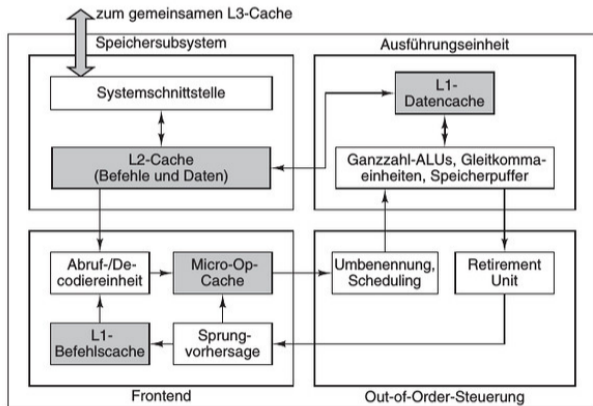 zum gemeinsamen L3-Cache
Speichersubsystem
Systemschnittstelle
L2-Cache
(Befehle und Daten)
Ausführungseinheit
L1-
Datencache
Ganzzahl-ALUs, Gleitkomma-
einheiten, Speicherpuffer
Abruf-/De-
codiereinheit
Micro-Op-
Cache
L1-
Befehlscache
Sprung-
vorhersage
Frontend
Umbenennung,
Scheduling
Retirement
Unit
Out-of-Order-Steuerung